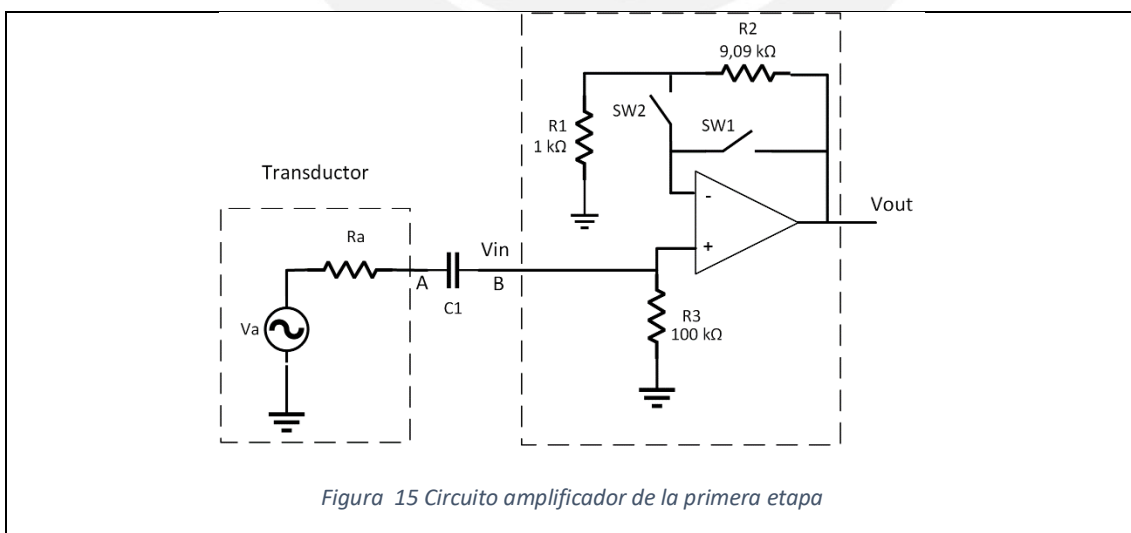 R2
9,09 kΩ
SW2
SW1
R1
1 kΩ
Transductor
-
Vout
Ra
Vin
+
A
B
C1
R3
100 kΩ
Va
Figura 15 Circuito amplificador de la primera etapa